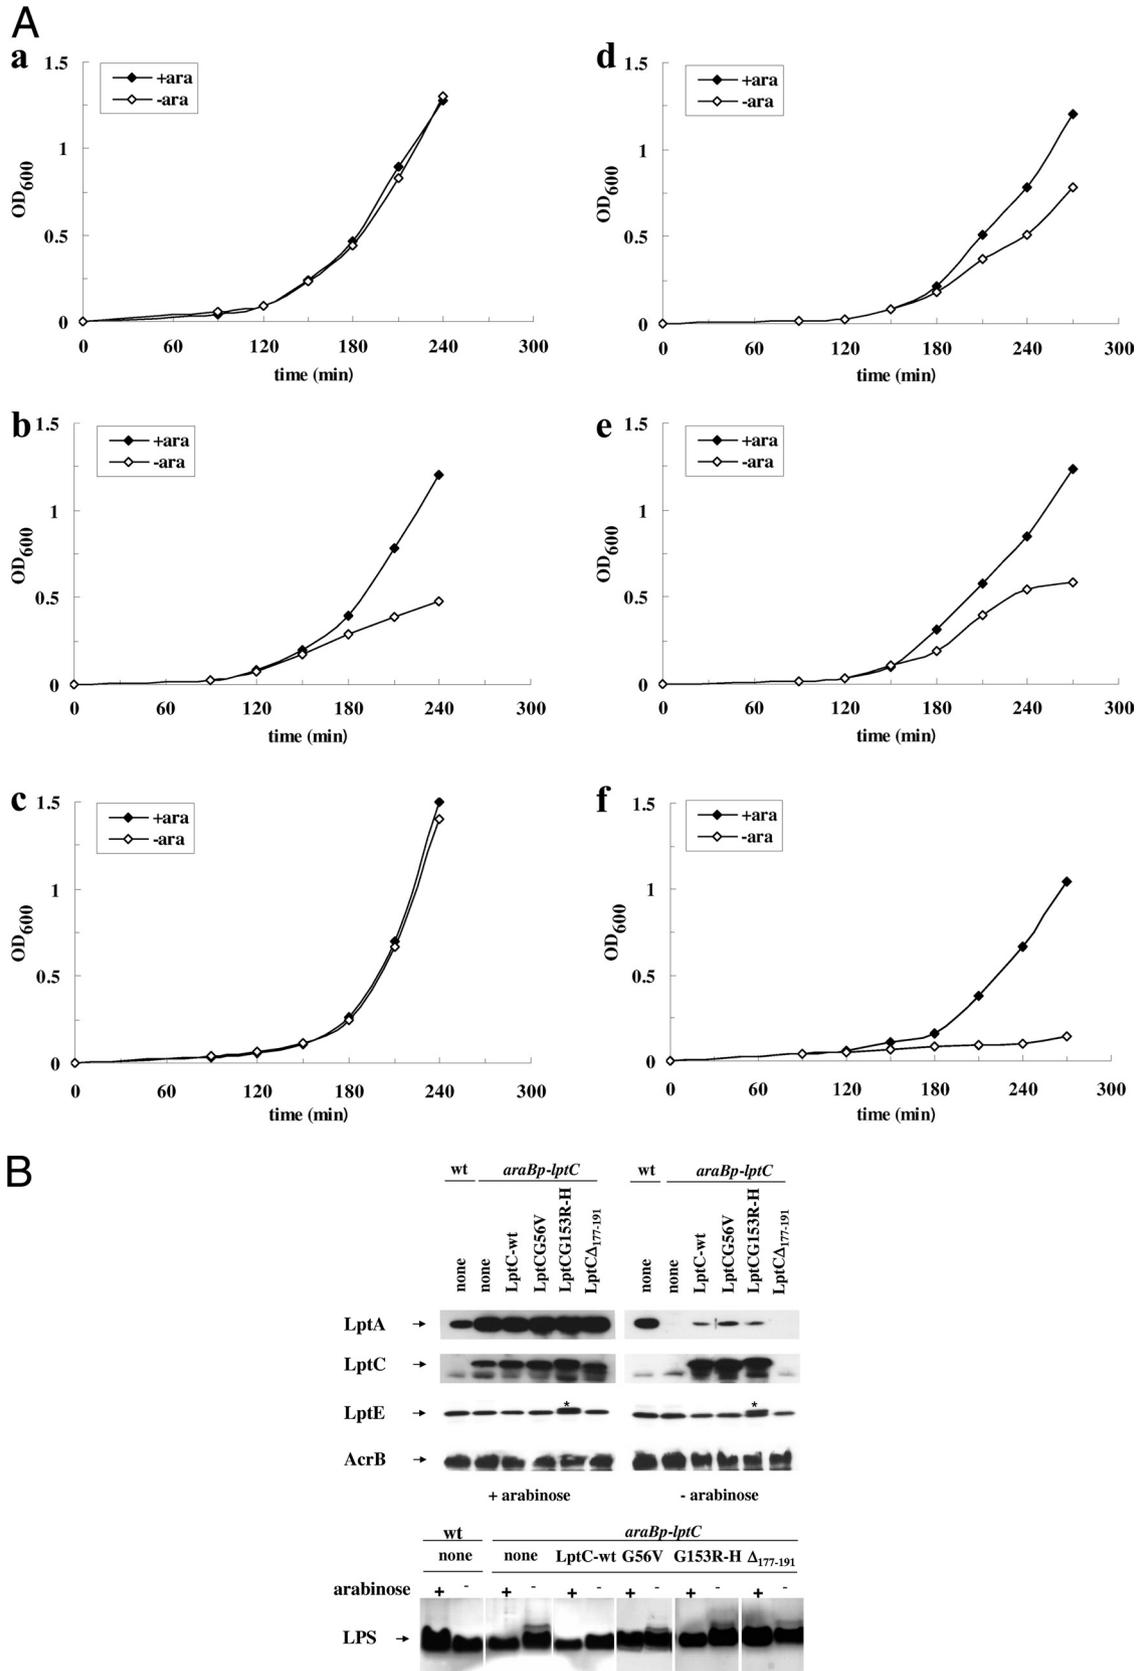 A
a
1.5
1
0.5
0
+ara
-ara
OD600
0 60 120 180 240 300
time (min)
d
1.5
1
0.5
0
+ara
-ara
OD600
0 60 120 180 240 300
time (min)
b
1.5
1
0.5
0
+ara
-ara
OD600
0 60 120 180 240 300
time (min)
e
1.5
1
0.5
0
+ara
-ara
OD600
0 60 120 180 240 300
time (min)
c
1.5
1
0.5
0
+ara
-ara
OD600
0 60 120 180 240 300
time (min)
f
1.5
1
0.5
0
+ara
-ara
OD600
0 60 120 180 240 300
time (min)
B
wt araBp-lptC wt araBp-lptC
none none LptC-wt LptCG56V LptCG153R-H LptCΔ177-191
none none LptC-wt LptCG56V LptCG153R-H LptCΔ177-191
LptA
LptC
LptE * *
AcrB
+ arabinose - arabinose
wt araBp-lptC
none none LptC-wt G56V G153R-H Δ177-191
arabinose + - + - + - + - + - + -
LPS